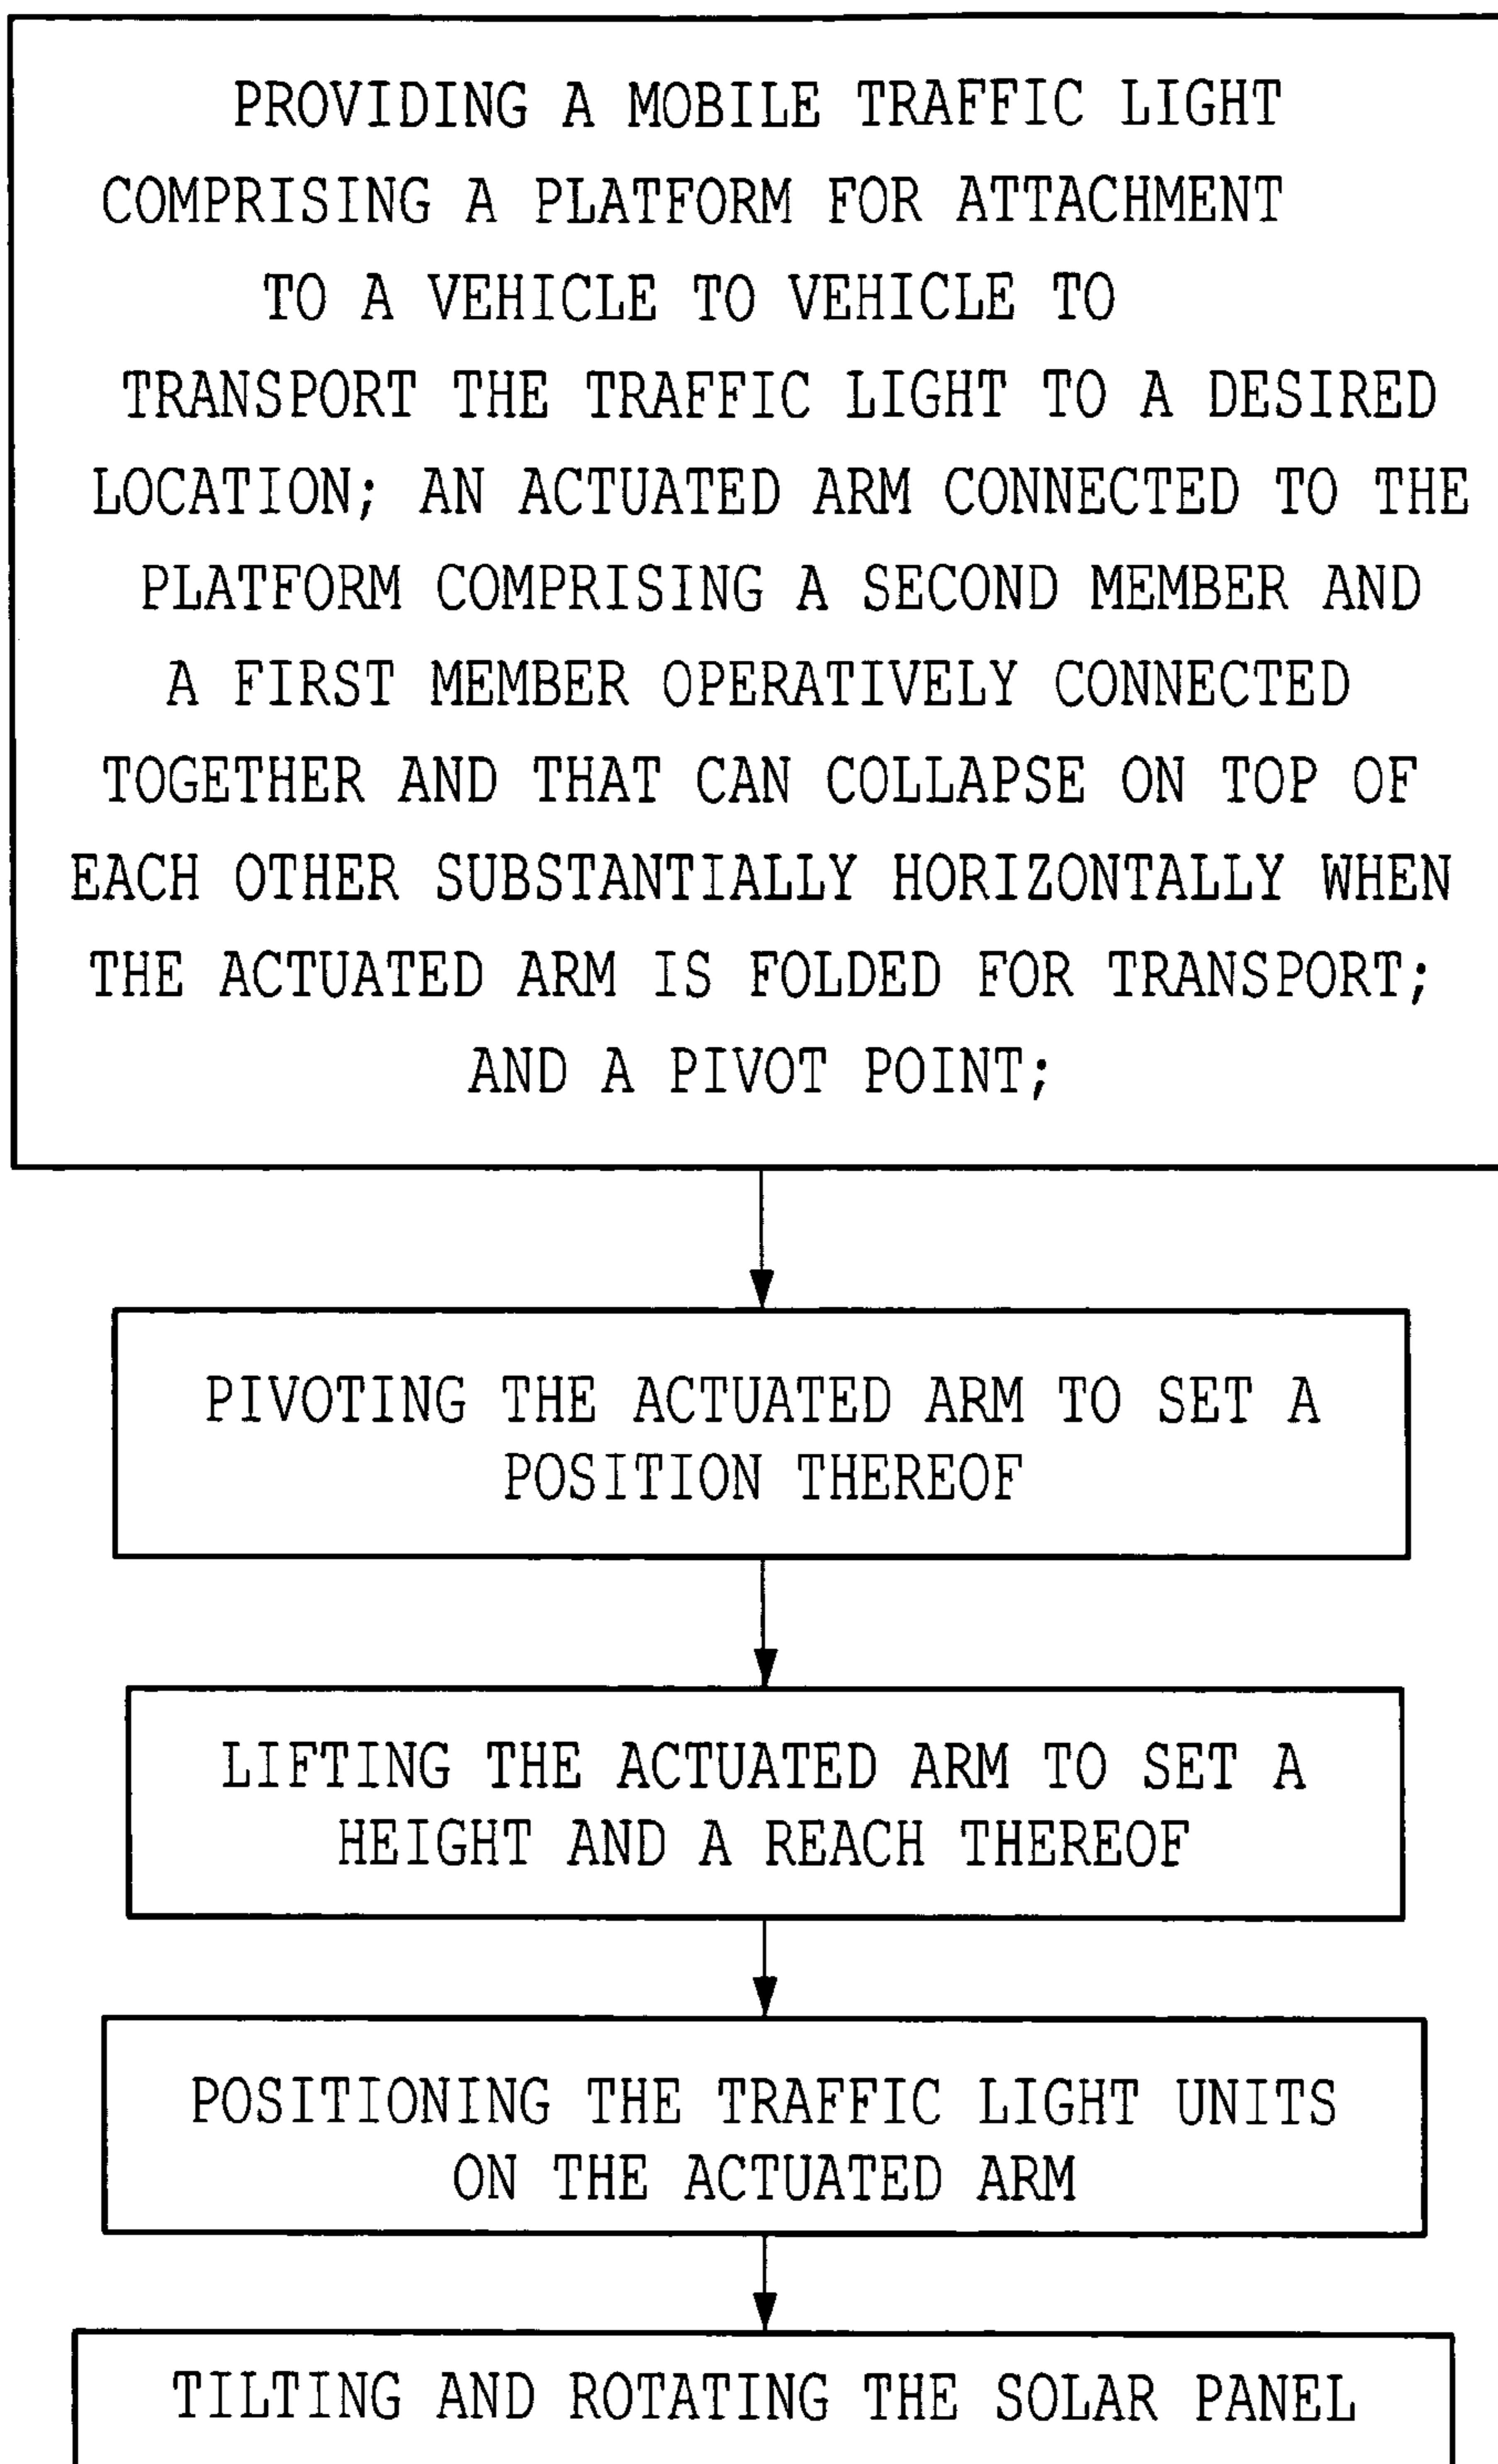 PROVIDING A MOBILE TRAFFIC LIGHT
COMPRISING A PLATFORM FOR ATTACHMENT
TO A VEHICLE TO VEHICLE TO
TRANSPORT THE TRAFFIC LIGHT TO A DESIRED
LOCATION; AN ACTUATED ARM CONNECTED TO THE
PLATFORM COMPRISING A SECOND MEMBER AND
A FIRST MEMBER OPERATIVELY CONNECTED
TOGETHER AND THAT CAN COLLAPSE ON TOP OF
EACH OTHER SUBSTANTIALLY HORIZONTALLY WHEN
THE ACTUATED ARM IS FOLDED FOR TRANSPORT;
AND A PIVOT POINT;
PIVOTING THE ACTUATED ARM TO SET A
POSITION THEREOF
LIFTING THE ACTUATED ARM TO SET A
HEIGHT AND A REACH THEREOF
POSITIONING THE TRAFFIC LIGHT UNITS
ON THE ACTUATED ARM
TILTING AND ROTATING THE SOLAR PANEL